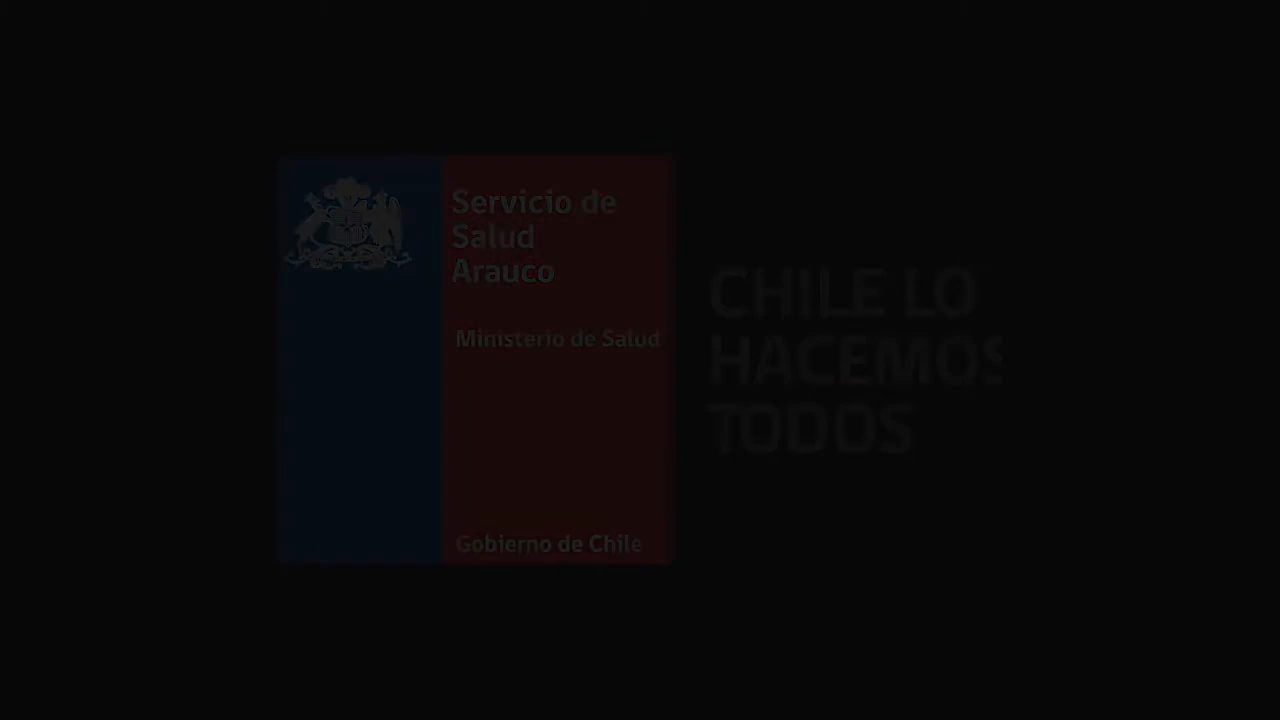 Servicio de
Salud
Arauco
Ministerio de Salud
Gobierno de Chile
CHILE LO
HACEMOS
TODOS